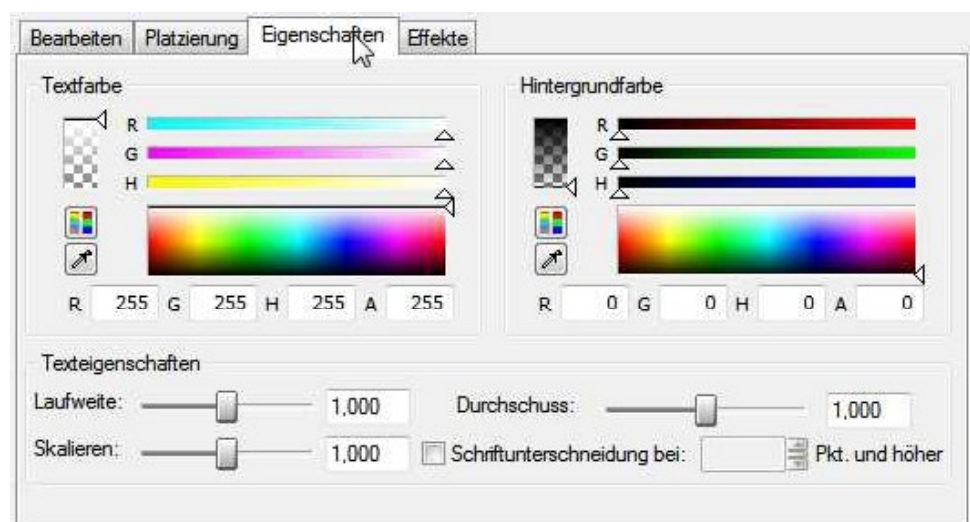 Bearbeiten Platzierung Eigenschaften Effekte
Textfarbe Hintergrundfarbe
R R
G G
H H
R 255 G 255 H 255 A 255 R 0 G 0 H 0 A 0
Texteigenschaften
Laufweite: 1,000 Durchschuss: 1,000
Skalieren: 1,000 Schriftunterschneidung bei: Pkt. und höher